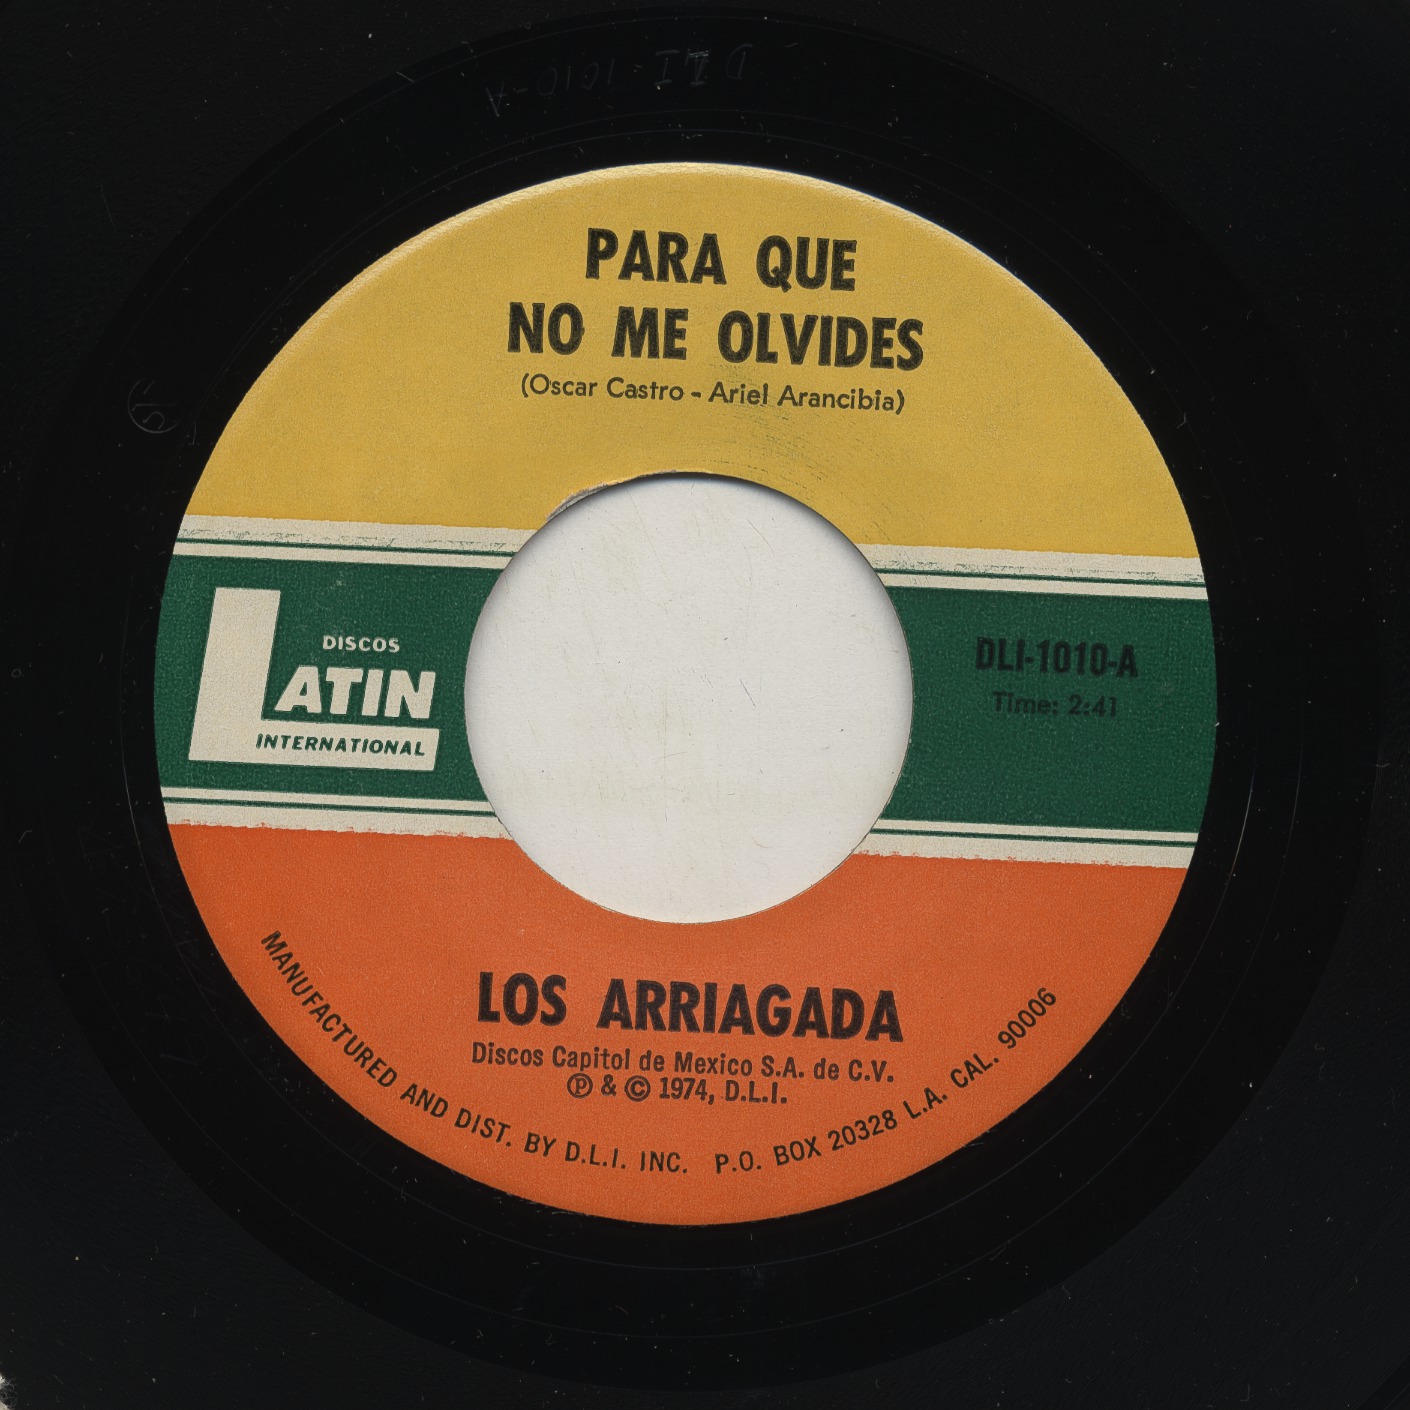 DLI-1010-A
PARA QUE
NO ME OLVIDES
(Oscar Castro - Ariel Arancibia)
DISCOS
LATIN
INTERNATIONAL
DLI-1010-A
Time: 2:41
LOS ARRIAGADA
Discos Capitol de Mexico S.A. de C.V.
Ⓟ & © 1974, D.L.I.
MANUFACTURED AND DIST. BY D.L.I. INC. P.O. BOX 20328 L.A. CAL. 90006